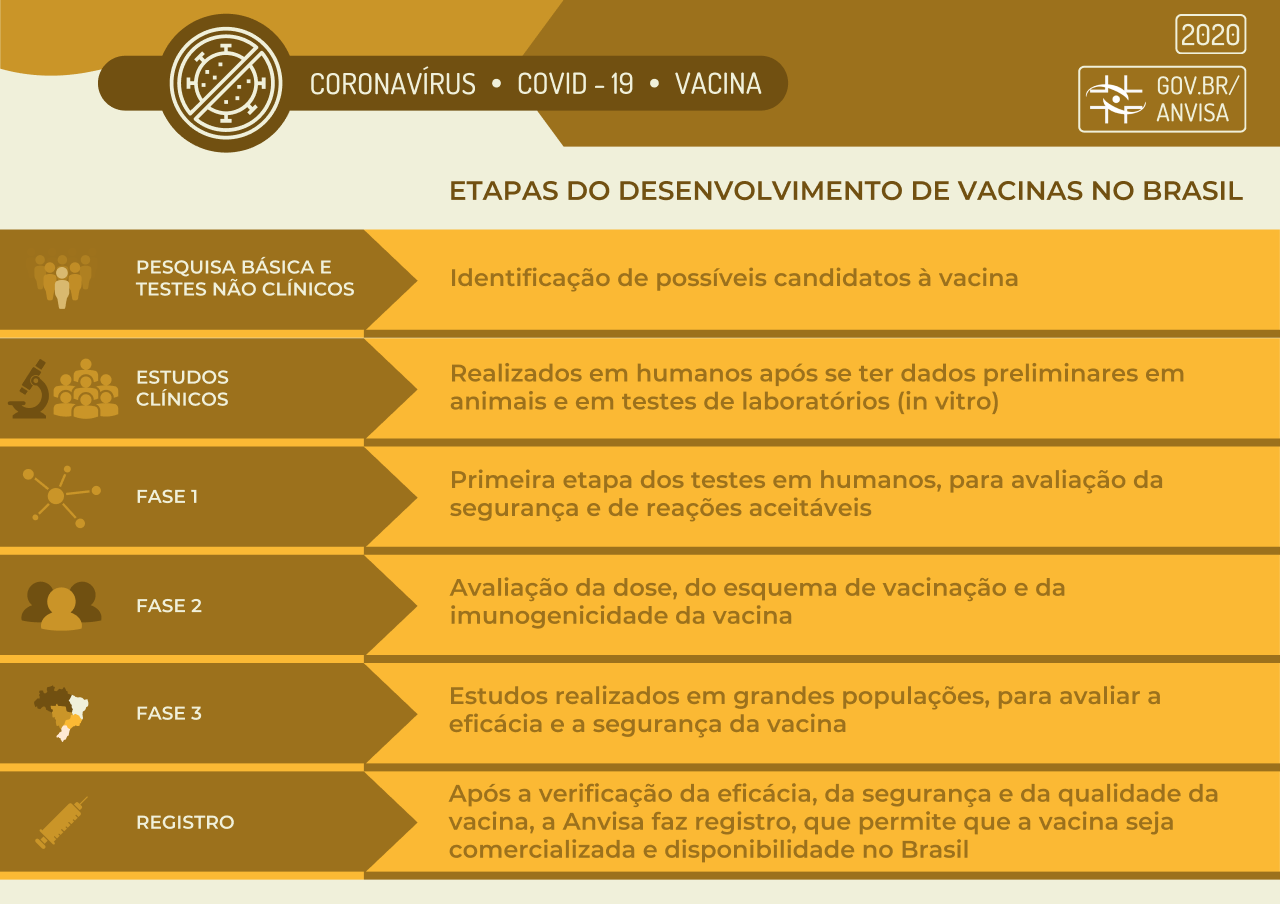 2020
CORONAVÍRUS • COVID - 19 • VACINA
GOV.BR/
ANVISA
ETAPAS DO DESENVOLVIMENTO DE VACINAS NO BRASIL
PESQUISA BÁSICA E
TESTES NÃO CLÍNICOS
Identificação de possíveis candidatos à vacina
ESTUDOS
CLÍNICOS
Realizados em humanos após se ter dados preliminares em
animais e em testes de laboratórios (in vitro)
FASE 1
Primeira etapa dos testes em humanos, para avaliação da
segurança e de reações aceitáveis
FASE 2
Avaliação da dose, do esquema de vacinação e da
imunogenicidade da vacina
FASE 3
Estudos realizados em grandes populações, para avaliar a
eficácia e a segurança da vacina
REGISTRO
Após a verificação da eficácia, da segurança e da qualidade da
vacina, a Anvisa faz registro, que permite que a vacina seja
comercializada e disponibilidade no Brasil